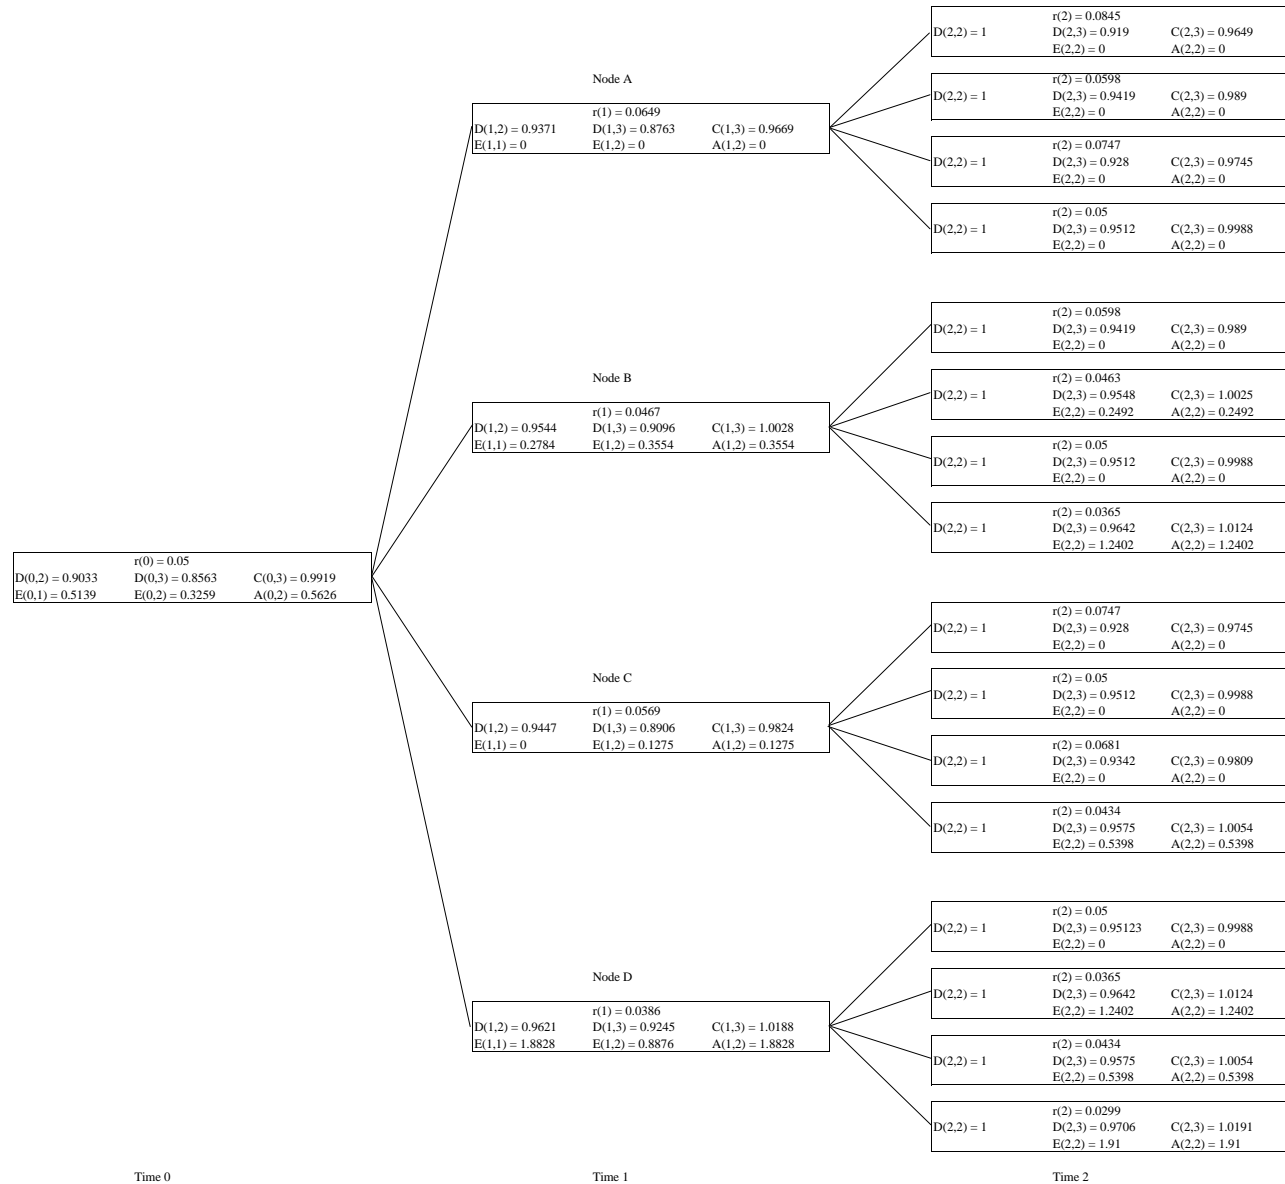 r(2) = 0.0845
D(2,2) = 1 D(2,3) = 0.919 C(2,3) = 0.9649
E(2,2) = 0 A(2,2) = 0
Node A
r(2) = 0.0598
D(2,2) = 1 D(2,3) = 0.9419 C(2,3) = 0.989
E(2,2) = 0 A(2,2) = 0
r(1) = 0.0649
D(1,2) = 0.9371 D(1,3) = 0.8763 C(1,3) = 0.9669
E(1,1) = 0 E(1,2) = 0 A(1,2) = 0
r(2) = 0.0747
D(2,2) = 1 D(2,3) = 0.928 C(2,3) = 0.9745
E(2,2) = 0 A(2,2) = 0
r(2) = 0.05
D(2,2) = 1 D(2,3) = 0.9512 C(2,3) = 0.9988
E(2,2) = 0 A(2,2) = 0
r(2) = 0.0598
D(2,2) = 1 D(2,3) = 0.9419 C(2,3) = 0.989
E(2,2) = 0 A(2,2) = 0
Node B
r(2) = 0.0463
D(2,2) = 1 D(2,3) = 0.9548 C(2,3) = 1.0025
E(2,2) = 0.2492 A(2,2) = 0.2492
r(1) = 0.0467
D(1,2) = 0.9544 D(1,3) = 0.9096 C(1,3) = 1.0028
E(1,1) = 0.2784 E(1,2) = 0.3554 A(1,2) = 0.3554
r(2) = 0.05
D(2,2) = 1 D(2,3) = 0.9512 C(2,3) = 0.9988
E(2,2) = 0 A(2,2) = 0
r(2) = 0.0365
D(2,2) = 1 D(2,3) = 0.9642 C(2,3) = 1.0124
E(2,2) = 1.2402 A(2,2) = 1.2402
r(0) = 0.05
D(0,2) = 0.9033 D(0,3) = 0.8563 C(0,3) = 0.9919
E(0,1) = 0.5139 E(0,2) = 0.3259 A(0,2) = 0.5626
r(2) = 0.0747
D(2,2) = 1 D(2,3) = 0.928 C(2,3) = 0.9745
E(2,2) = 0 A(2,2) = 0
Node C
r(2) = 0.05
D(2,2) = 1 D(2,3) = 0.9512 C(2,3) = 0.9988
E(2,2) = 0 A(2,2) = 0
r(1) = 0.0569
D(1,2) = 0.9447 D(1,3) = 0.8906 C(1,3) = 0.9824
E(1,1) = 0 E(1,2) = 0.1275 A(1,2) = 0.1275
r(2) = 0.0681
D(2,2) = 1 D(2,3) = 0.9342 C(2,3) = 0.9809
E(2,2) = 0 A(2,2) = 0
r(2) = 0.0434
D(2,2) = 1 D(2,3) = 0.9575 C(2,3) = 1.0054
E(2,2) = 0.5398 A(2,2) = 0.5398
r(2) = 0.05
D(2,2) = 1 D(2,3) = 0.95123 C(2,3) = 0.9988
E(2,2) = 0 A(2,2) = 0
Node D
r(2) = 0.0365
D(2,2) = 1 D(2,3) = 0.9642 C(2,3) = 1.0124
E(2,2) = 1.2402 A(2,2) = 1.2402
r(1) = 0.0386
D(1,2) = 0.9621 D(1,3) = 0.9245 C(1,3) = 1.0188
E(1,1) = 1.8828 E(1,2) = 0.8876 A(1,2) = 1.8828
r(2) = 0.0434
D(2,2) = 1 D(2,3) = 0.9575 C(2,3) = 1.0054
E(2,2) = 0.5398 A(2,2) = 0.5398
r(2) = 0.0299
D(2,2) = 1 D(2,3) = 0.9706 C(2,3) = 1.0191
E(2,2) = 1.91 A(2,2) = 1.91
Time 0 Time 1 Time 2